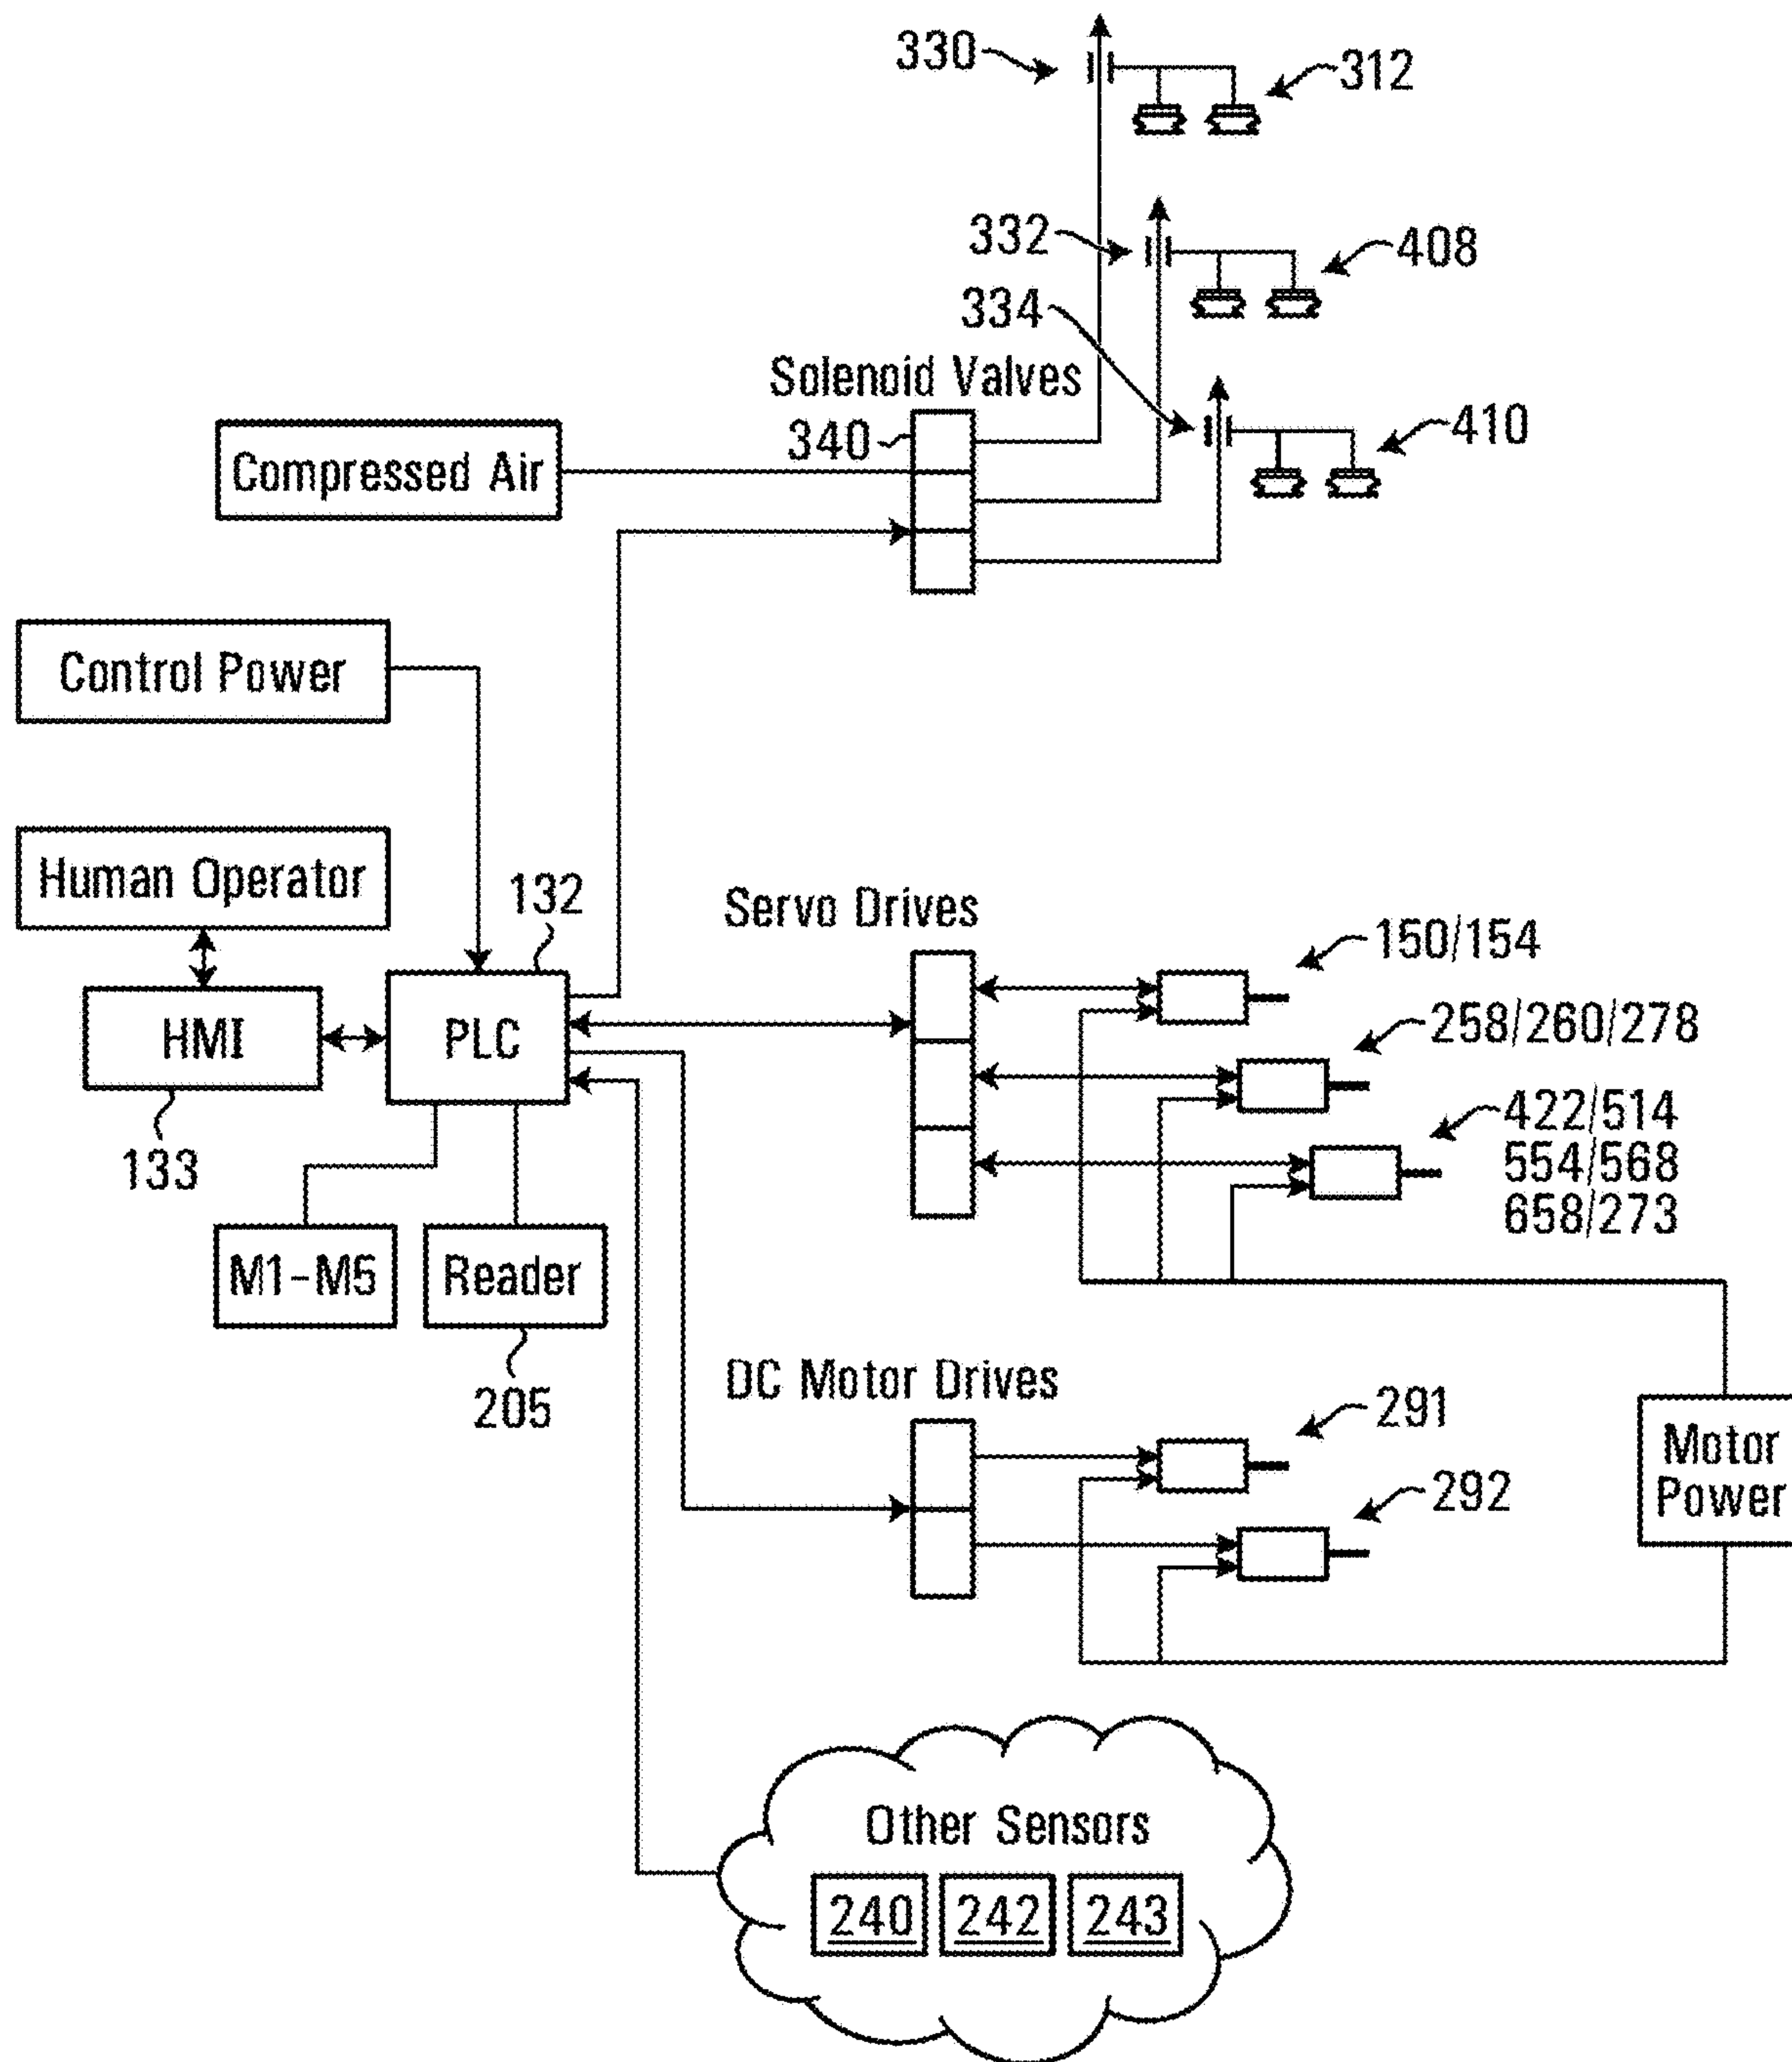 330
312
332
408
334
Solenoid Valves
340
410
Compressed Air
Control Power
Human Operator
132
Servo Drives
150/154
HMI
PLC
258/260/278
133
422/514
554/568
658/273
M1-M5
Reader
205
DC Motor Drives
291
Motor
Power
292
Other Sensors
240 242 243